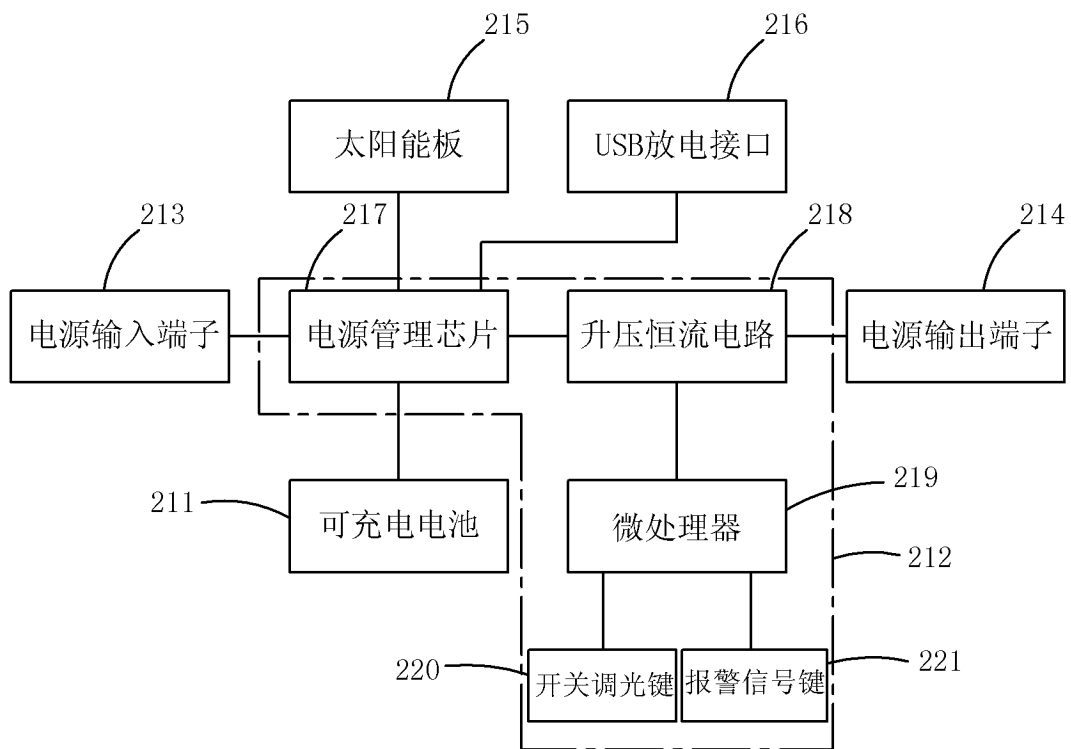 215
216
太阳能板
USB放电接口
213
217
218
214
电源输入端子
电源管理芯片
升压恒流电路
电源输出端子
211
219
可充电电池
微处理器
212
220
221
开关调光键
报警信号键